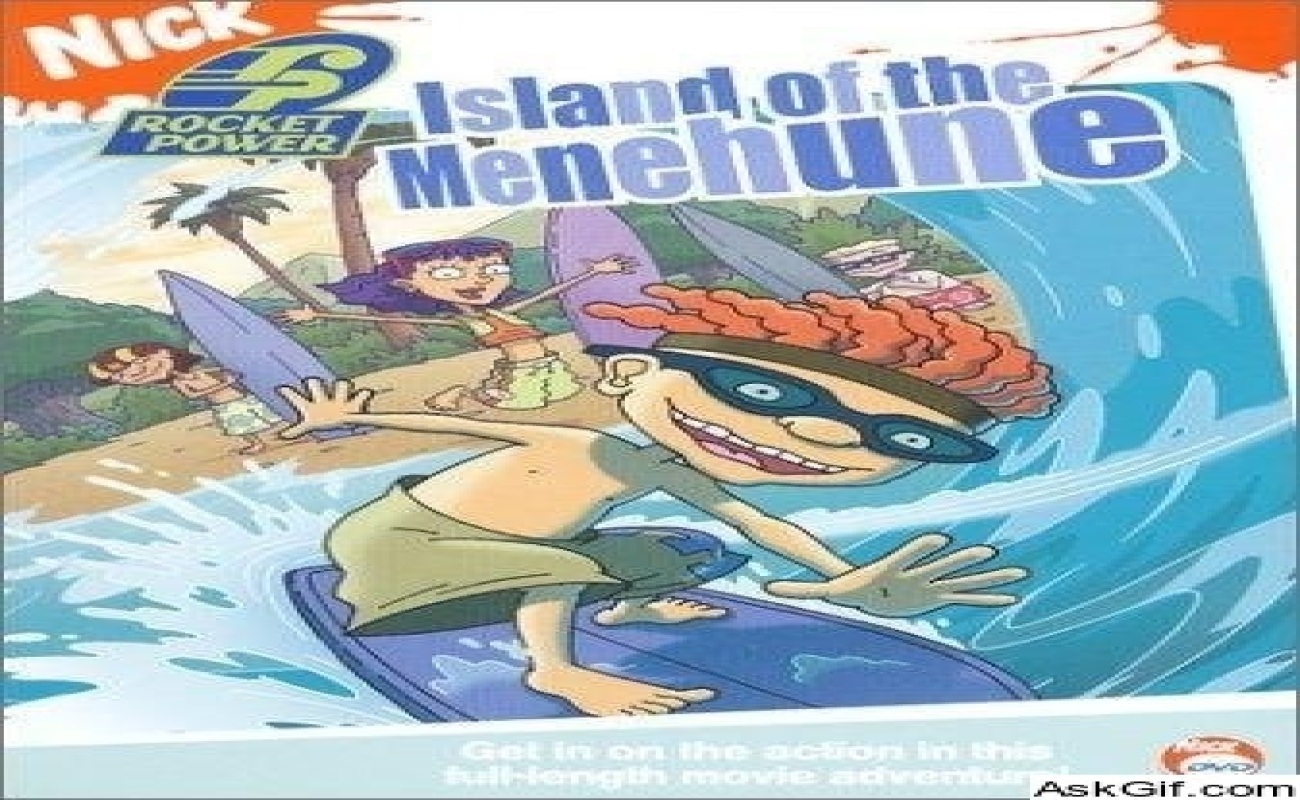 NICK
ROCKET
POWER
Island of the
Menehune
Get in on the action in this
full-length movie adventure!
NICK
DVD
AskGif.com